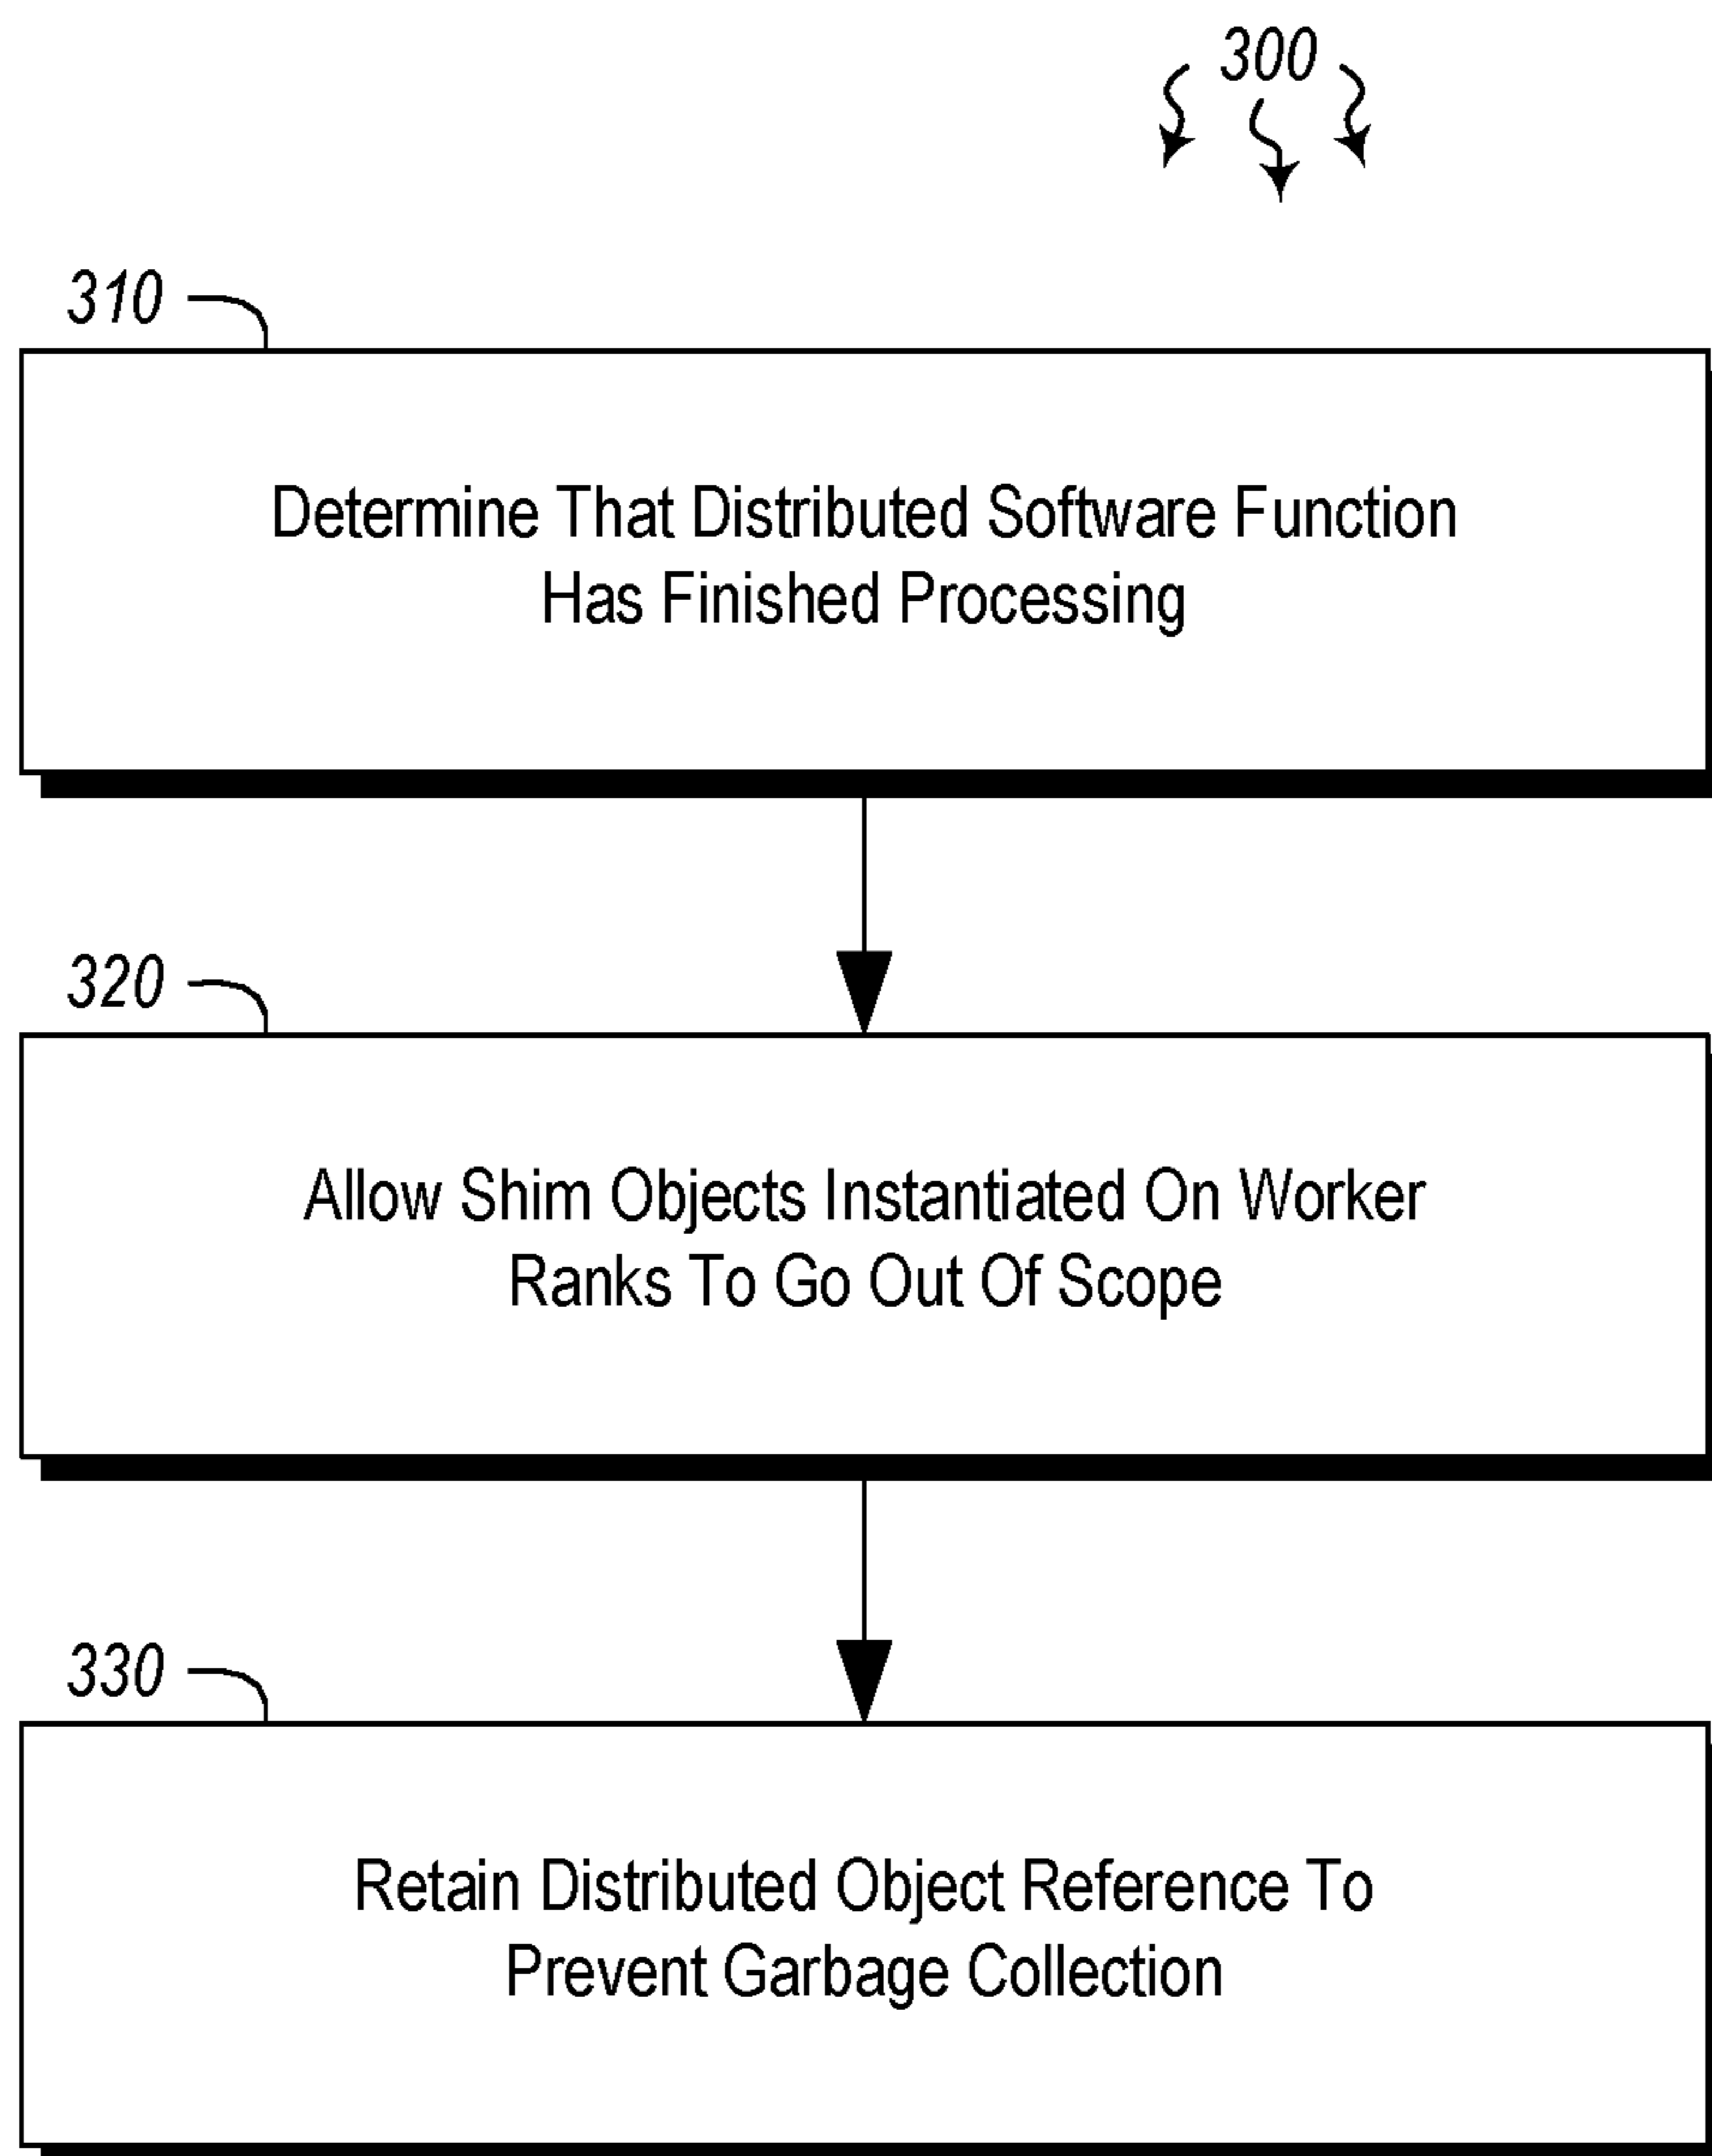 300
310
Determine That Distributed Software Function
Has Finished Processing
320
Allow Shim Objects Instantiated On Worker
Ranks To Go Out Of Scope
330
Retain Distributed Object Reference To
Prevent Garbage Collection